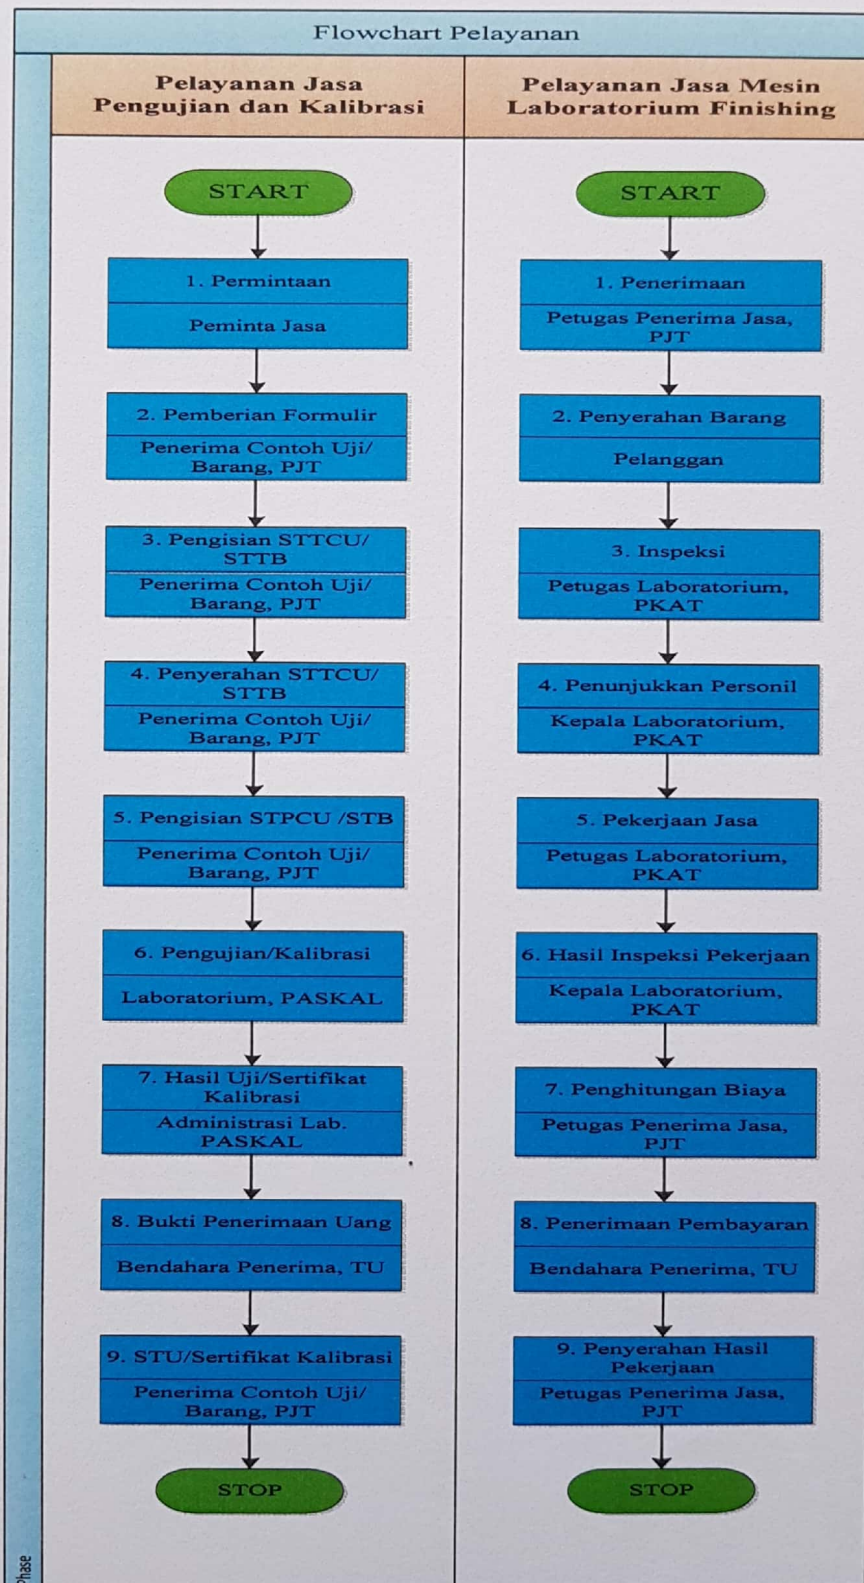 Flowchart Pelayanan
Pelayanan Jasa
Pengujian dan Kalibrasi
START
1. Permintaan
Peminta Jasa
2. Pemberian Formulir
Penerima Contoh Uji/
Barang, PJT
3. Pengisian STTCU/
STTB
Penerima Contoh Uji/
Barang, PJT
4. Penyerahan STTCU/
STTB
Penerima Contoh Uji/
Barang, PJT
5. Pengisian STPCU /STB
Penerima Contoh Uji/
Barang, PJT
6. Pengujian/Kalibrasi
Laboratorium, PASKAL
7. Hasil Uji/Sertifikat
Kalibrasi
Administrasi Lab.
PASKAL
8. Bukti Penerimaan Uang
Bendahara Penerima, TU
9. STU/Sertifikat Kalibrasi
Penerima Contoh Uji/
Barang, PJT
STOP
Pelayanan Jasa Mesin
Laboratorium Finishing
START
1. Penerimaan
Petugas Penerima Jasa,
PJT
2. Penyerahan Barang
Pelanggan
3. Inspeksi
Petugas Laboratorium,
PKAT
4. Penunjukkan Personil
Kepala Laboratorium,
PKAT
5. Pekerjaan Jasa
Petugas Laboratorium,
PKAT
6. Hasil Inspeksi Pekerjaan
Kepala Laboratorium,
PKAT
7. Penghitungan Biaya
Petugas Penerima Jasa,
PJT
8. Penerimaan Pembayaran
Bendahara Penerima, TU
9. Penyerahan Hasil
Pekerjaan
Petugas Penerima Jasa,
PJT
STOP
Phase